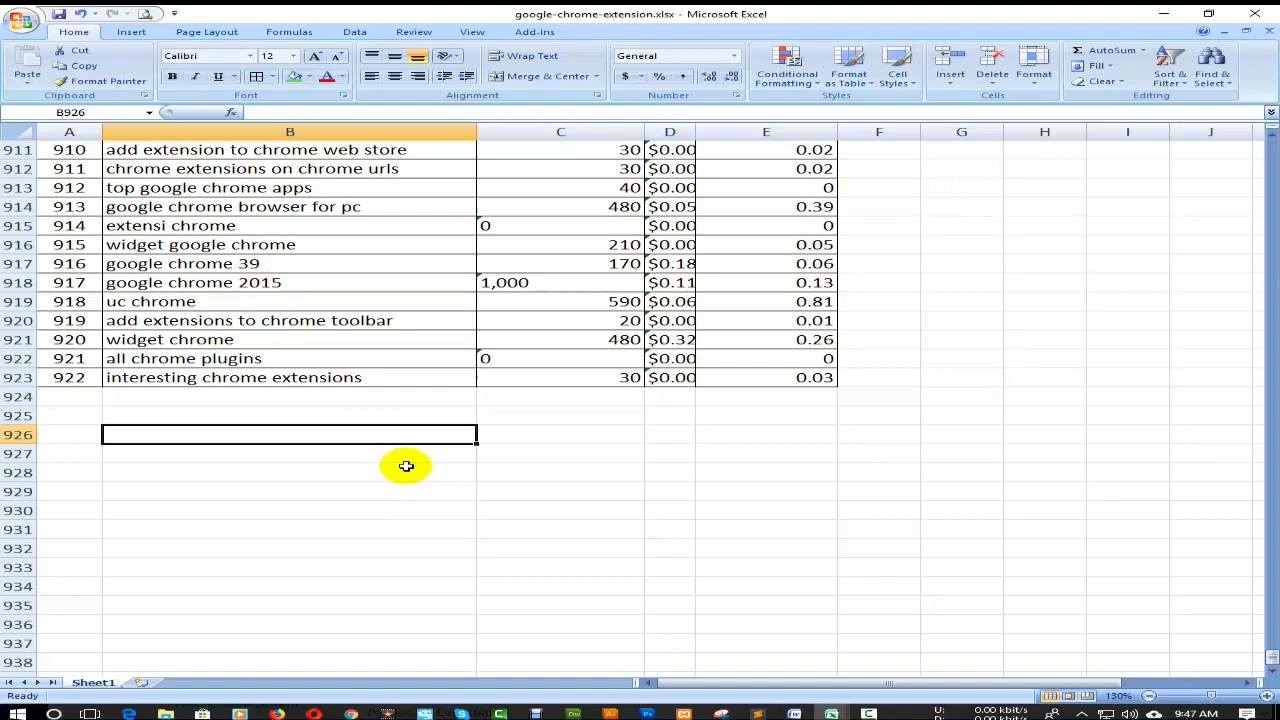 google-chrome-extension.xlsx - Microsoft Excel
Home Insert Page Layout Formulas Data Review View Add-Ins
Paste Cut Copy Format Painter Clipboard
Calibri 12 B I U A Font
Wrap Text Merge & Center Alignment
General $ % , Number
Conditional Formatting Format as Table Cell Styles Styles
Insert Delete Format Cells
Σ AutoSum Fill Clear Sort & Filter Find & Select Editing
B926 fx
A B C D E F G H I J
911 910 add extension to chrome web store 30 $0.00 0.02
912 911 chrome extensions on chrome urls 30 $0.00 0.02
913 912 top google chrome apps 40 $0.00 0
914 913 google chrome browser for pc 480 $0.05 0.39
915 914 extensi chrome 0 $0.00 0
916 915 widget google chrome 210 $0.00 0.05
917 916 google chrome 39 170 $0.18 0.06
918 917 google chrome 2015 1,000 $0.11 0.13
919 918 uc chrome 590 $0.06 0.81
920 919 add extensions to chrome toolbar 20 $0.00 0.01
921 920 widget chrome 480 $0.32 0.26
922 921 all chrome plugins 0 $0.00 0
923 922 interesting chrome extensions 30 $0.00 0.03
924
925
926
927
928
929
930
931
932
933
934
935
936
937
938
Sheet1
Ready 130%
U: 0.00 kbit/s
D: 0.00 kbit/s
9:47 AM